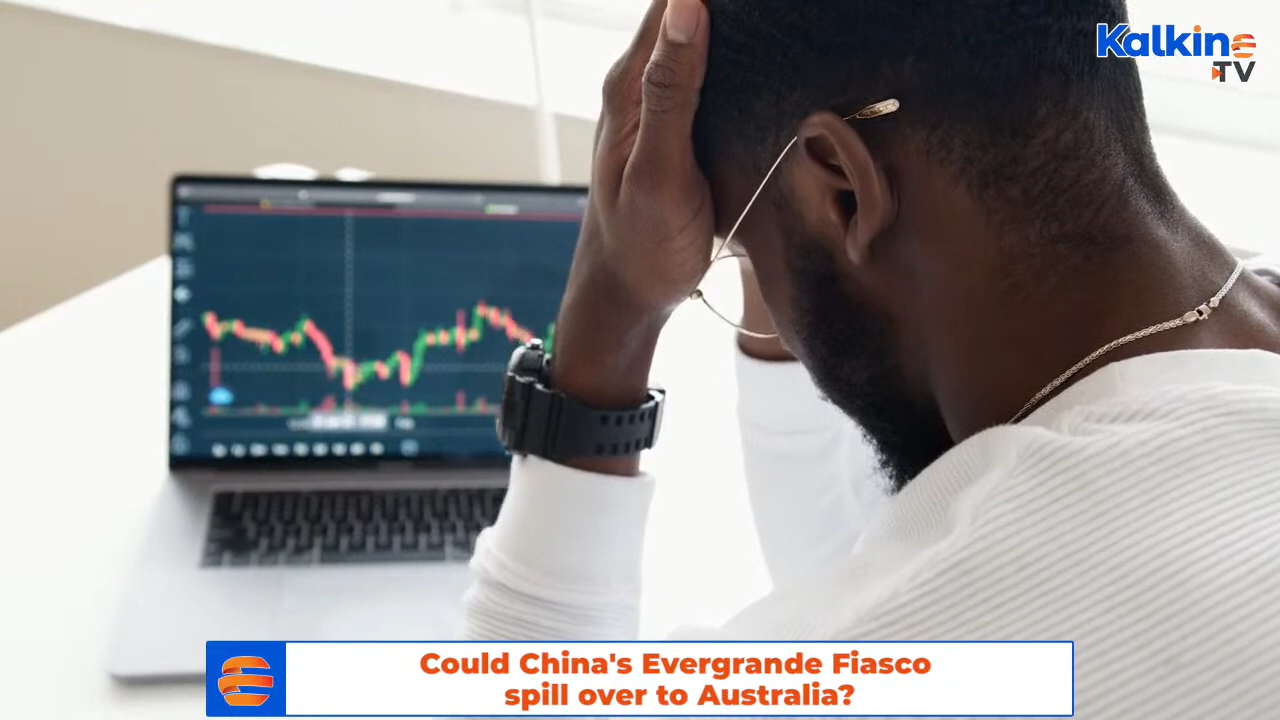 Kalkine
TV
Could China's Evergrande Fiasco
spill over to Australia?